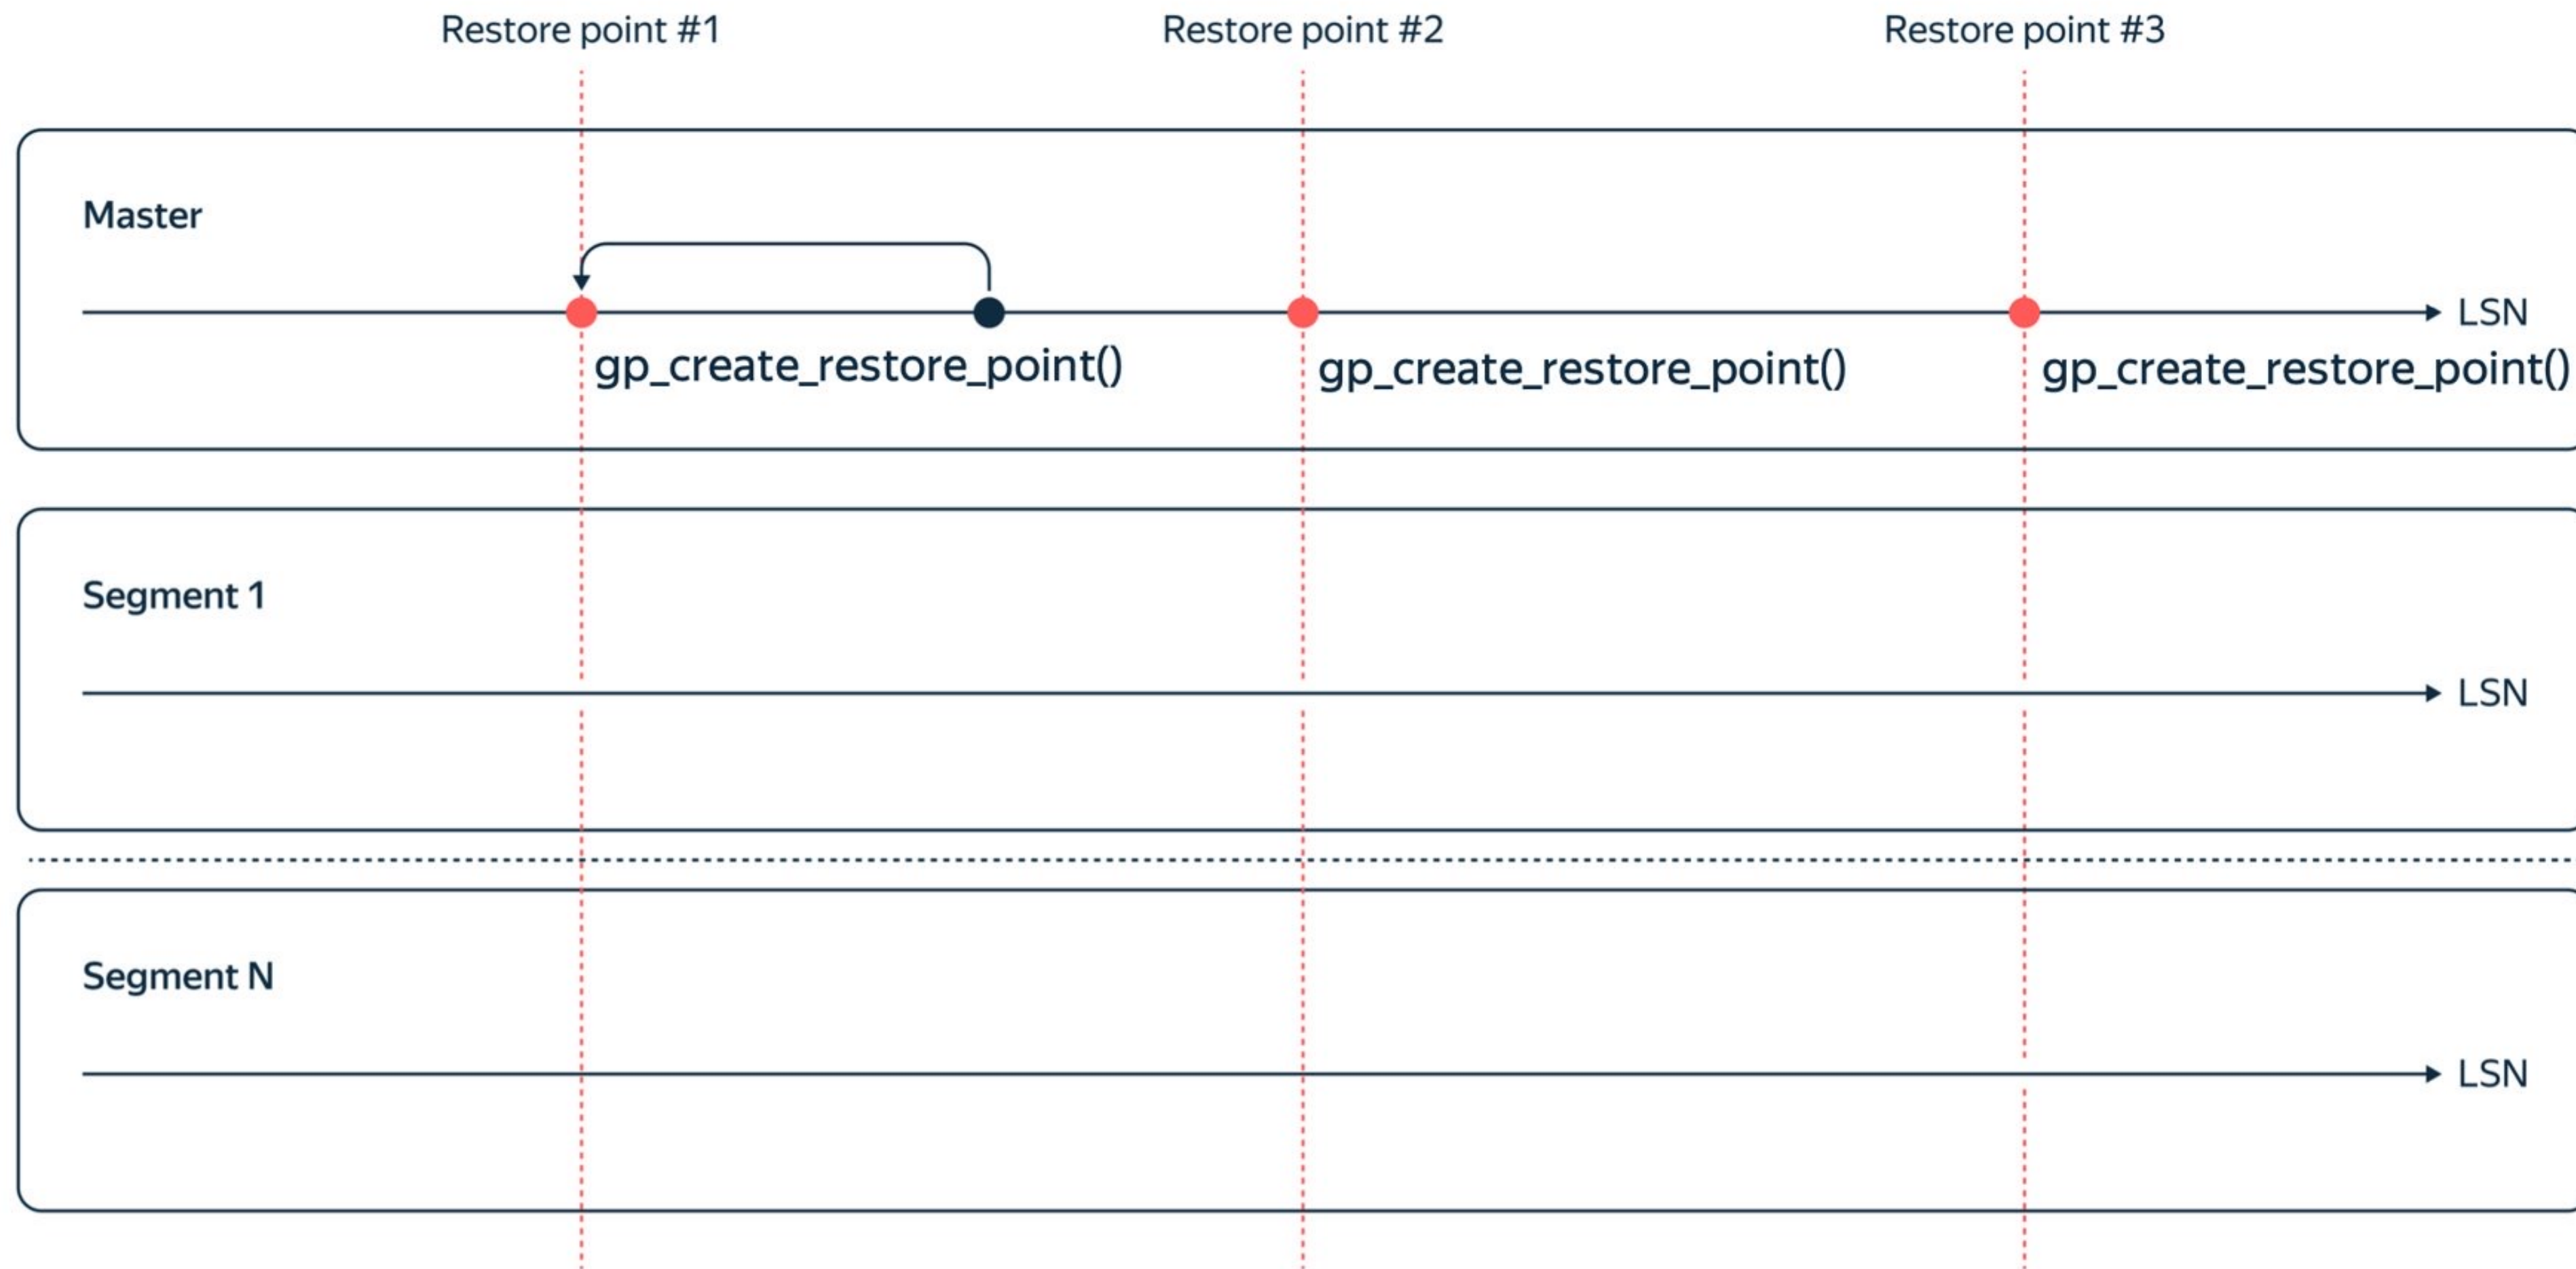 Restore point #1
Restore point #2
Restore point #3
Master
LSN
gp_create_restore_point()
gp_create_restore_point()
gp_create_restore_point()
Segment 1
LSN
Segment N
LSN